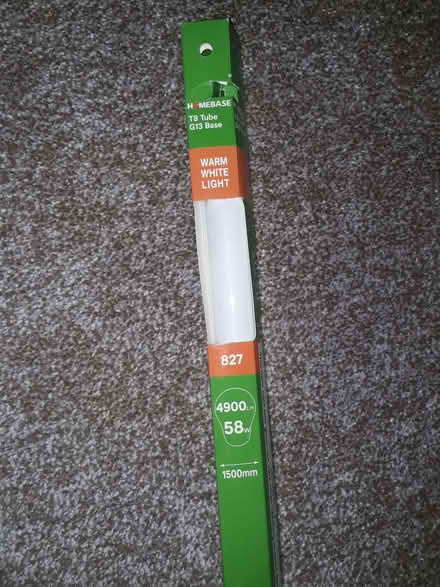 HOMEBASE
T8 Tube
G13 Base
WARM
WHITE
LIGHT
827
4900LM
58W
1500mm